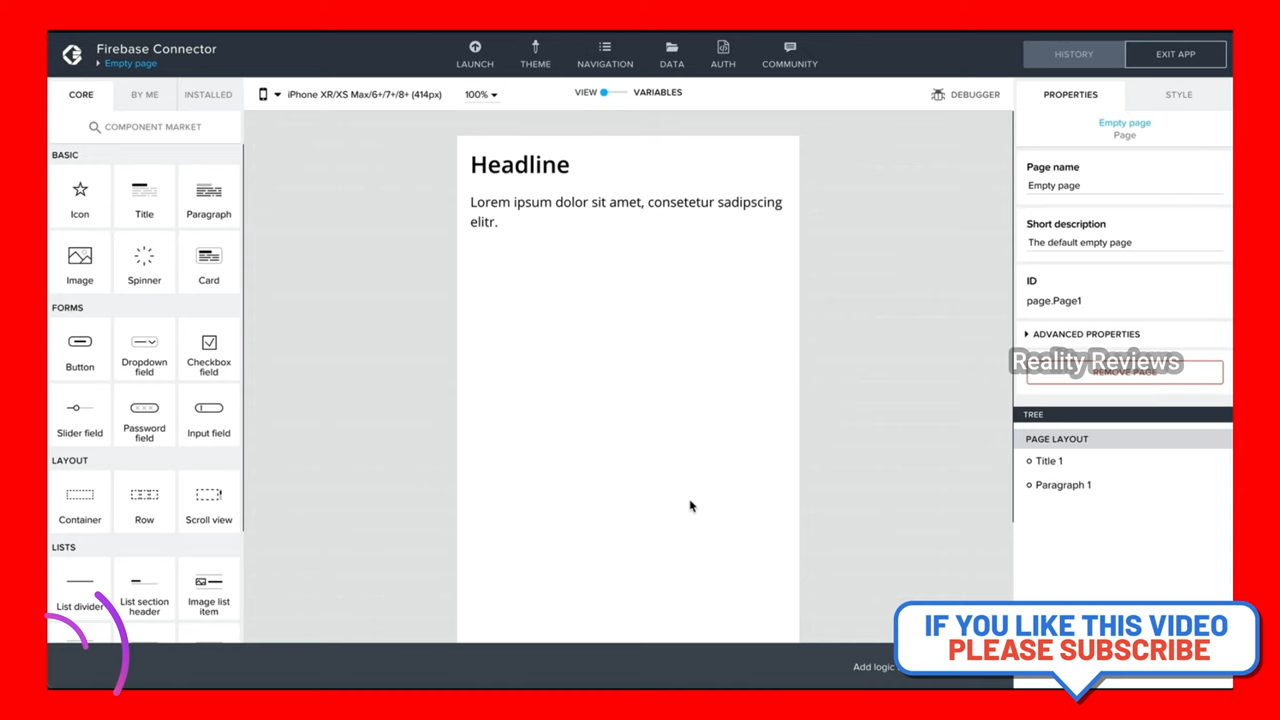 Firebase Connector
Empty page
LAUNCH
THEME
NAVIGATION
DATA
AUTH
COMMUNITY
HISTORY
EXIT APP
CORE
BY ME
INSTALLED
iPhone XR/XS Max/6+/7+/8+ (414px)
100%
VIEW
VARIABLES
DEBUGGER
PROPERTIES
STYLE
COMPONENT MARKET
BASIC
Icon
Title
Paragraph
Image
Spinner
Card
FORMS
Button
Dropdown
field
Checkbox
field
Slider field
Password
field
Input field
LAYOUT
Container
Row
Scroll view
LISTS
List divider
List section
header
Image list
item
Headline
Lorem ipsum dolor sit amet, consetetur sadipscing
elitr.
Empty page
Page
Page name
Empty page
Short description
The default empty page
ID
page.Page1
ADVANCED PROPERTIES
Reality Reviews
REMOVE PAGE
TREE
PAGE LAYOUT
Title 1
Paragraph 1
Add logic
IF YOU LIKE THIS VIDEO
PLEASE SUBSCRIBE